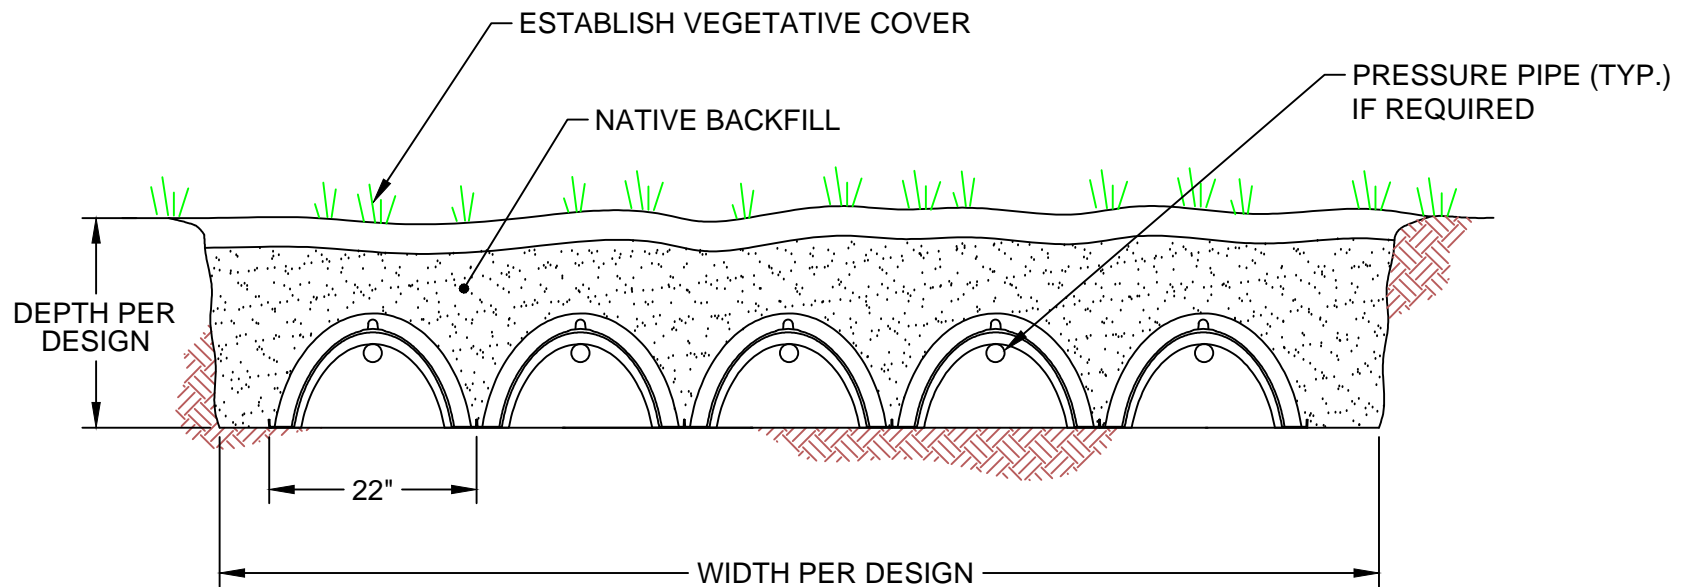 ESTABLISH VEGETATIVE COVER
PRESSURE PIPE (TYP.)
IF REQUIRED
NATIVE BACKFILL
DEPTH PER
DESIGN
22"
WIDTH PER DESIGN